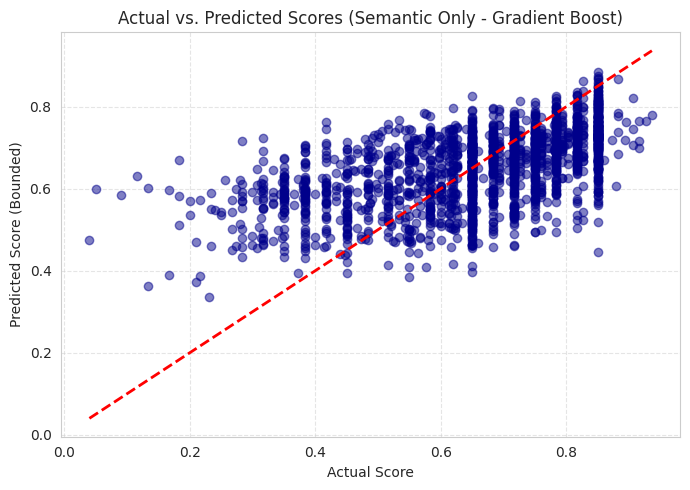 Actual vs. Predicted Scores (Semantic Only - Gradient Boost)
Predicted Score (Bounded)
0.8
0.6
0.4
0.2
0.0
0.0 0.2 0.4 0.6 0.8
Actual Score